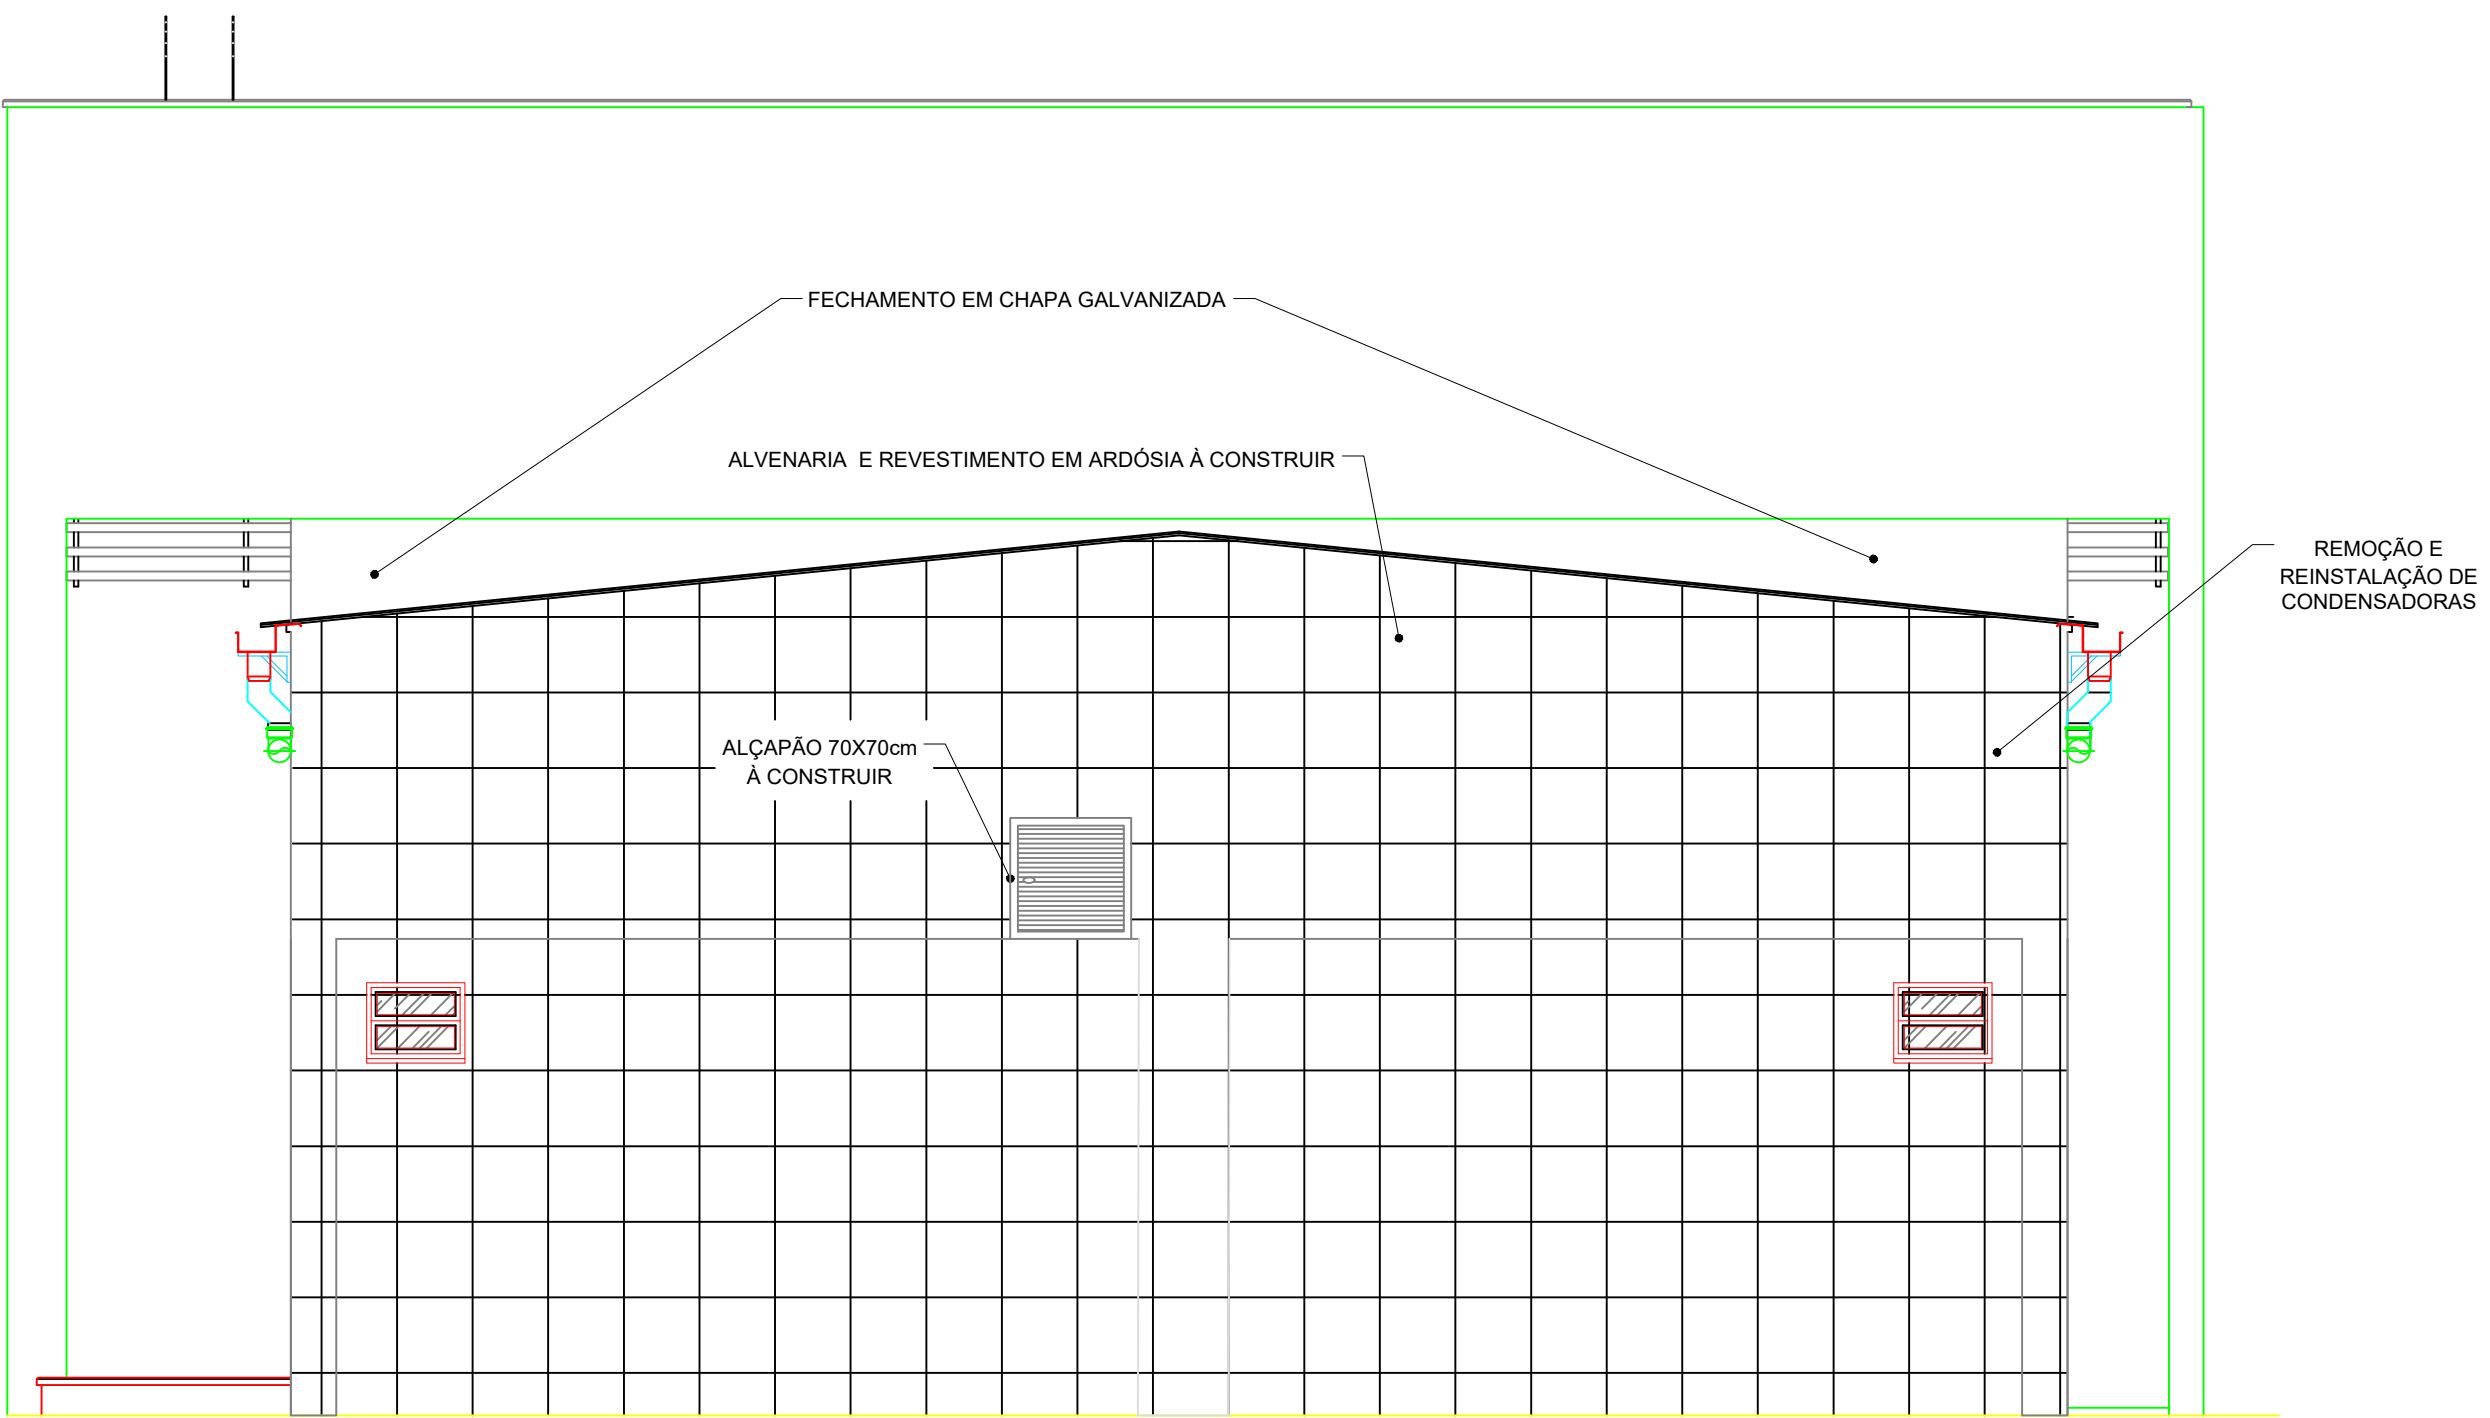 FECHAMENTO EM CHAPA GALVANIZADA
ALVENARIA  E REVESTIMENTO EM ARDÓSIA À CONSTRUIR
REMOÇÃO E
REINSTALAÇÃO DE
CONDENSADORAS
ALÇAPÃO 70X70cm
À CONSTRUIR